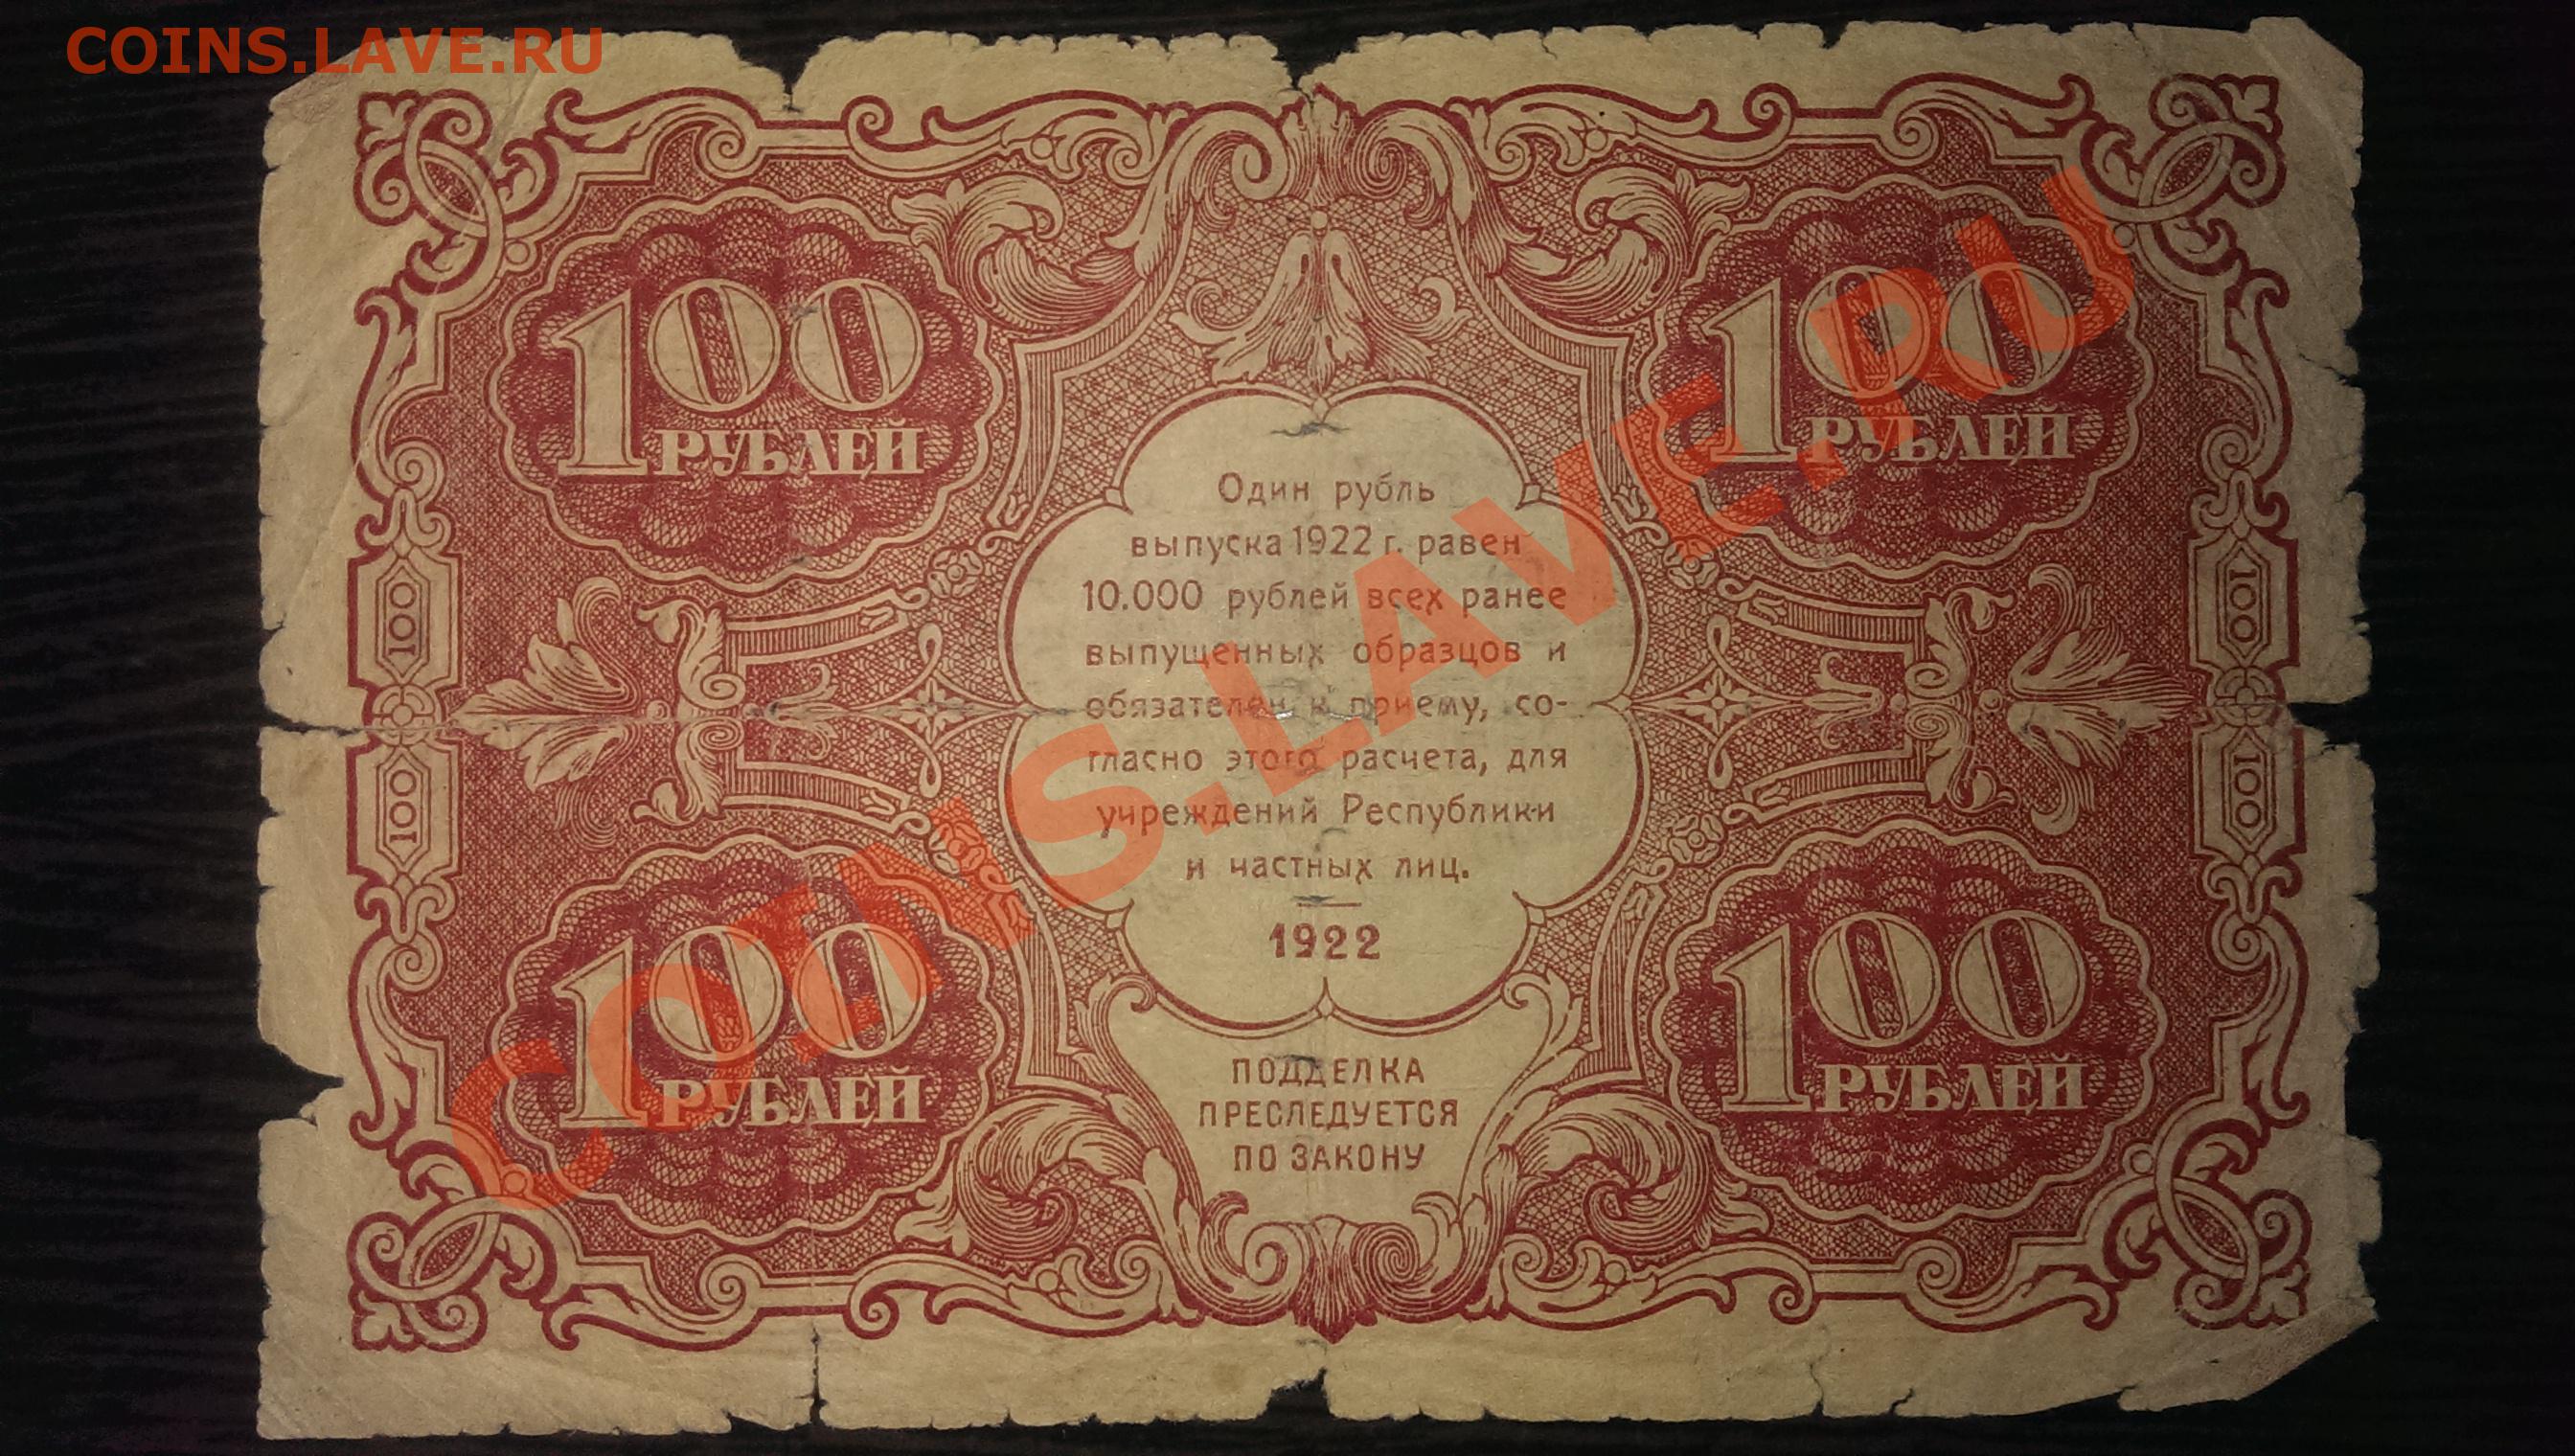 COINS.LAVE.RU
100
РУБЛЕЙ
100
РУБЛЕЙ
Один рубль
выпуска 1922 г. равен
10.000 рублей всех ранее
выпущенных образцов и
обязателен к приему, со-
гласно этого расчета, для
учреждений Республики
и частных лиц.
1922
100
100
100
100
100
РУБЛЕЙ
100
РУБЛЕЙ
ПОДДЕЛКА
ПРЕСЛЕДУЕТСЯ
ПО ЗАКОНУ
COINS.LAVE.RU